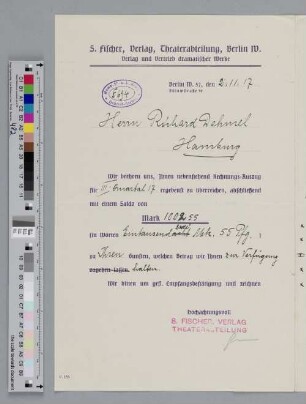 S. Fischer, Verlag, Theaterabteilung, Berlin W.
Verlag und Vertrieb dramatischer Werke
Berlin W. 57, den 2.11.17
Herrn Richard Dehmel
Hamburg
Wir beehren uns, Ihnen untenstehend Rechnungs-Auszug
für Quartal 17 ergebenst zu überreichen, abschließend
mit einem Saldo von
Mark 1002.55
in Worten Eintausendzwei Mk. 55 Pfg.
zu Ihren Gunsten, welchen Betrag wir Ihnen zur Verfügung
zugehen lassen. halten.
Wir bitten um gefl. Empfangsbestätigung und zeichnen
Hochachtungsvoll
S. FISCHER, VERLAG
THEATERABTEILUNG